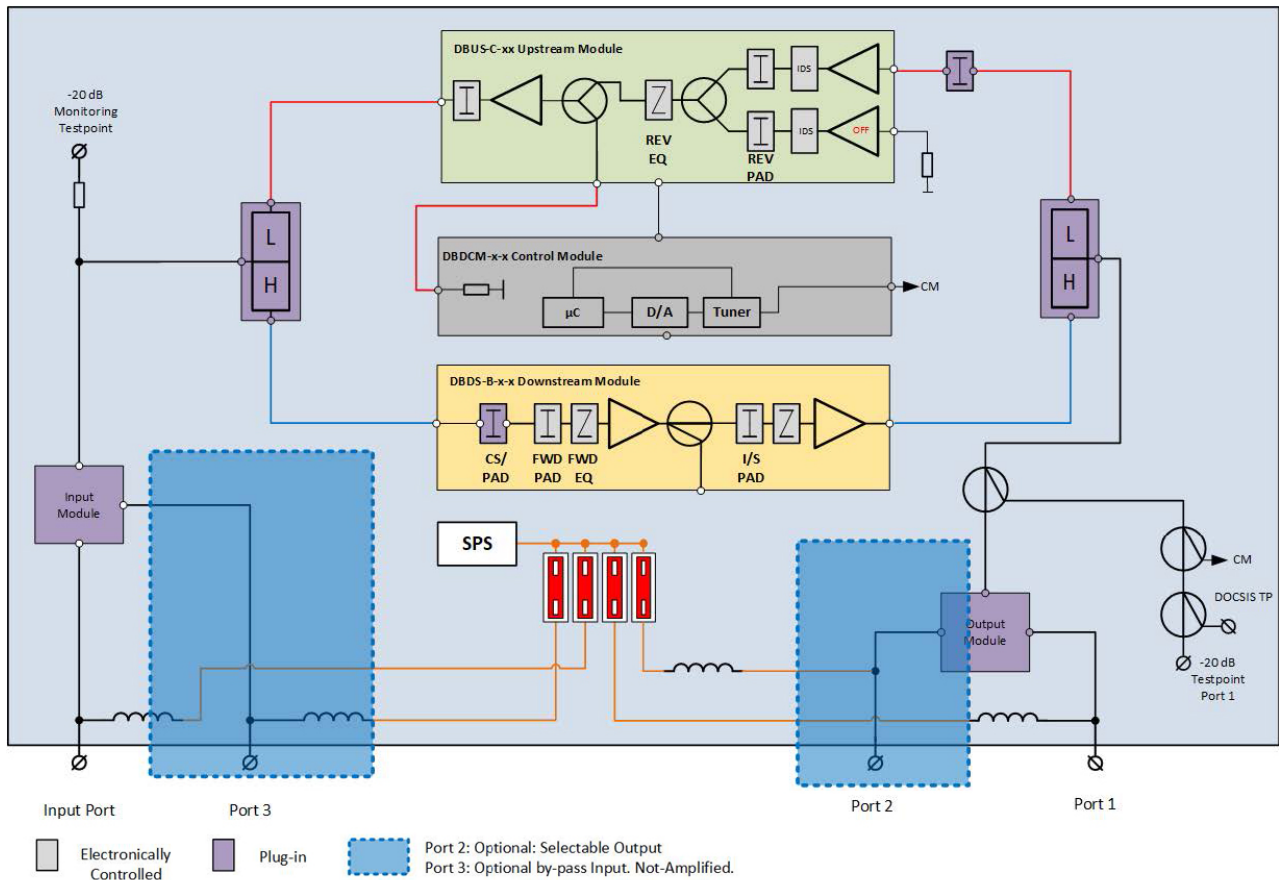 DBUS-C-xx Upstream Module
IDS
REV
EQ
REV
PAD
IDS
OFF
-20 dB
Monitoring
Testpoint
L
H
DBDCM-x-x Control Module
µC
D/A
Tuner
CM
L
H
DBDS-B-x-x Downstream Module
CS/
PAD
FWD
PAD
FWD
EQ
I/S
PAD
Input
Module
SPS
Output
Module
CM
DOCSIS TP
-20 dB
Testpoint
Port 1
Input Port
Port 3
Port 2
Port 1
Electronically
Controlled
Plug-in
Port 2: Optional: Selectable Output
Port 3: Optional by-pass Input. Not-Amplified.